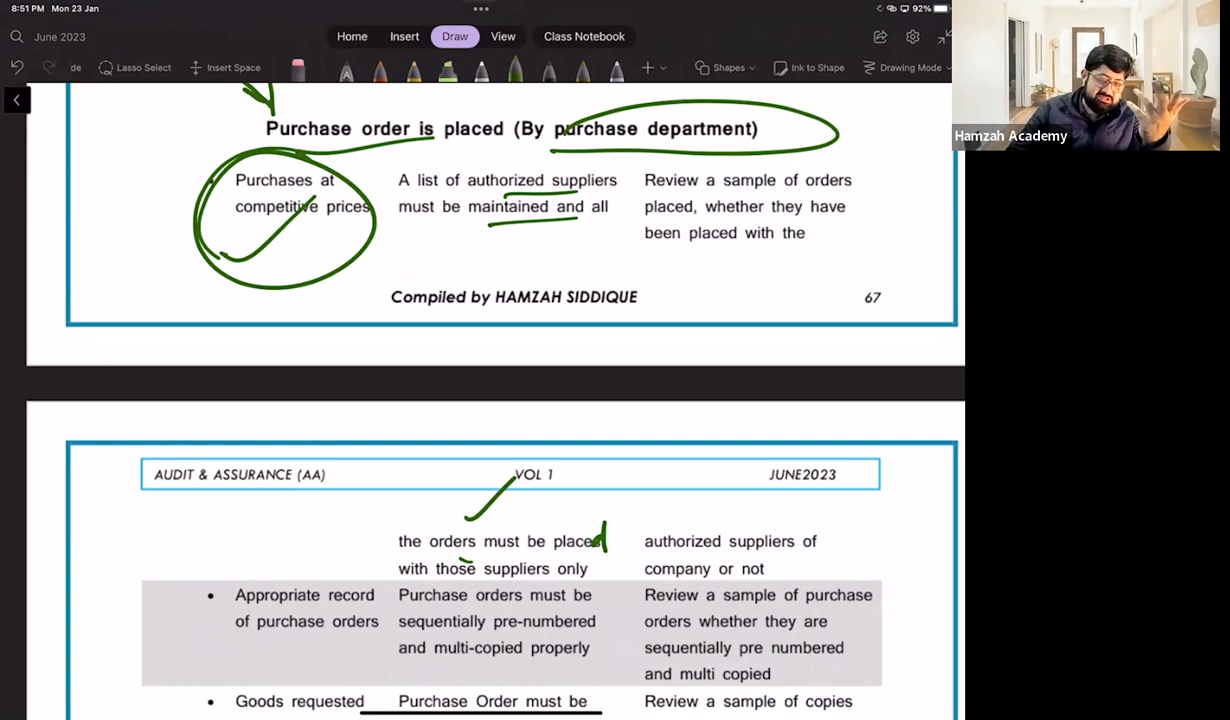 8:51 PM Mon 23 Jan
92%
June 2023
Home Insert Draw View Class Notebook
de Lasso Select Insert Space A Shapes Ink to Shape Drawing Mode
Hamzah Academy
Purchase order is placed (By purchase department)
Purchases at A list of authorized suppliers Review a sample of orders
competitive prices must be maintained and all placed, whether they have
been placed with the
Compiled by HAMZAH SIDDIQUE 67
AUDIT & ASSURANCE (AA) VOL 1 JUNE2023
the orders must be placed authorized suppliers of
with those suppliers only company or not
• Appropriate record Purchase orders must be Review a sample of purchase
of purchase orders sequentially pre-numbered orders whether they are
and multi-copied properly sequentially pre numbered
and multi copied
• Goods requested Purchase Order must be Review a sample of copies